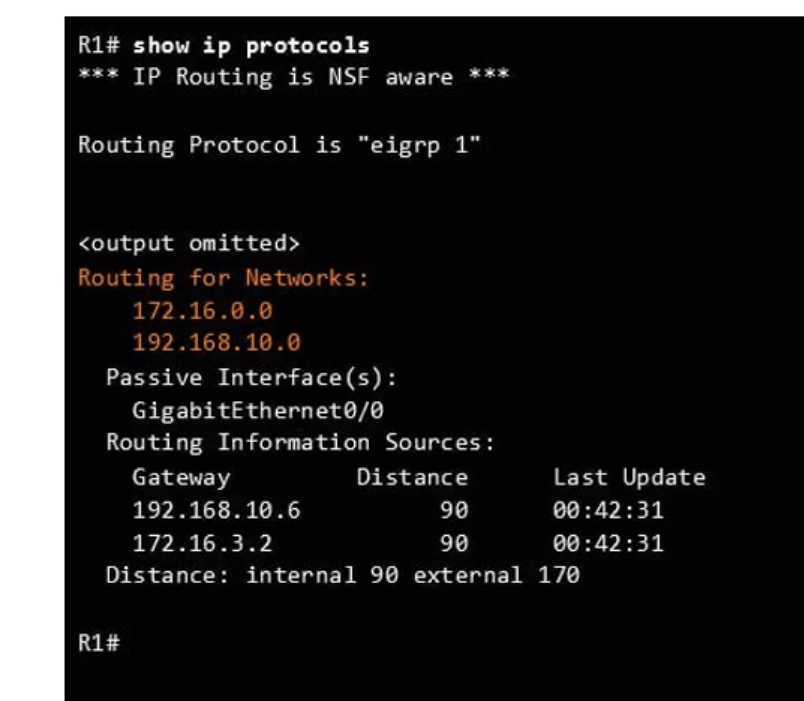 R1# show ip protocols
*** IP Routing is NSF aware ***
Routing Protocol is "eigrp 1"
<output omitted>
Routing for Networks:
172.16.0.0
192.168.10.0
Passive Interface(s):
GigabitEthernet0/0
Routing Information Sources:
Gateway Distance Last Update
192.168.10.6 90 00:42:31
172.16.3.2 90 00:42:31
Distance: internal 90 external 170
R1#